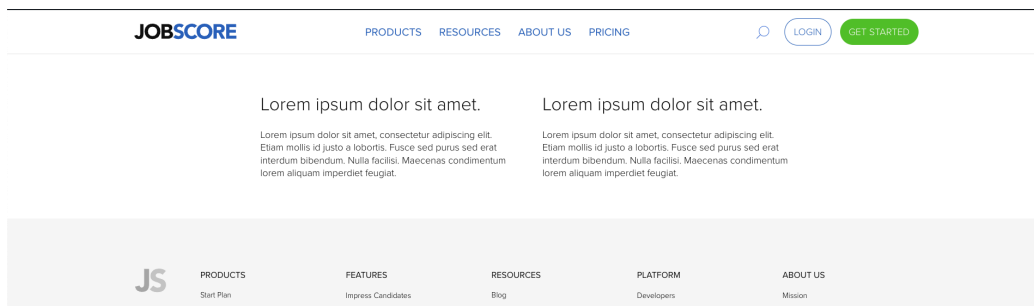 JOBSCORE
PRODUCTS RESOURCES ABOUT US PRICING
LOGIN
GET STARTED
Lorem ipsum dolor sit amet.
Lorem ipsum dolor sit amet, consectetur adipiscing elit.
Etiam mollis id justo a lobortis. Fusce sed purus sed erat
interdum bibendum. Nulla facilisi. Maecenas condimentum
lorem aliquam imperdiet feugiat.
Lorem ipsum dolor sit amet.
Lorem ipsum dolor sit amet, consectetur adipiscing elit.
Etiam mollis id justo a lobortis. Fusce sed purus sed erat
interdum bibendum. Nulla facilisi. Maecenas condimentum
lorem aliquam imperdiet feugiat.
JS
PRODUCTS
Start Plan
FEATURES
Impress Candidates
RESOURCES
Blog
PLATFORM
Developers
ABOUT US
Mission